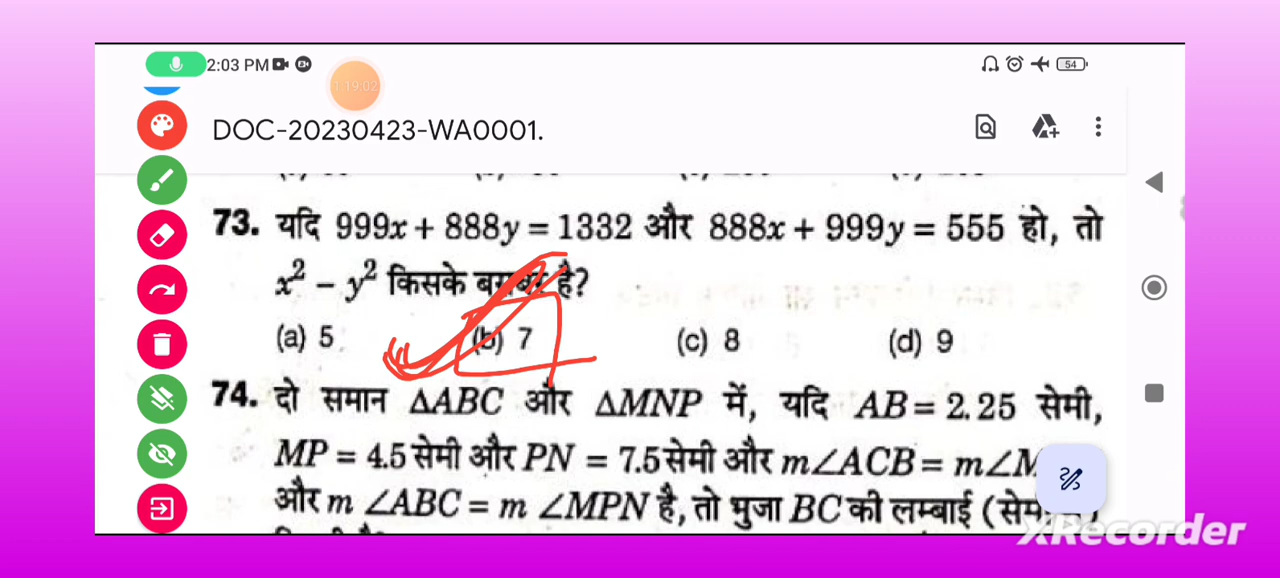 2:03 PM
54
1:19:02
DOC-20230423-WA0001.
73. यदि 999x + 888y = 1332 और 888x + 999y = 555 हो, तो
x² – y² किसके बराबर है?
(a) 5 (b) 7 (c) 8 (d) 9
74. दो समान ΔABC और ΔMNP में, यदि AB = 2.25 सेमी,
MP = 4.5 सेमी और PN = 7.5 सेमी और m∠ACB = m∠M
और m ∠ABC = m ∠MPN है, तो भुजा BC की लम्बाई (सेमी
XRecorder